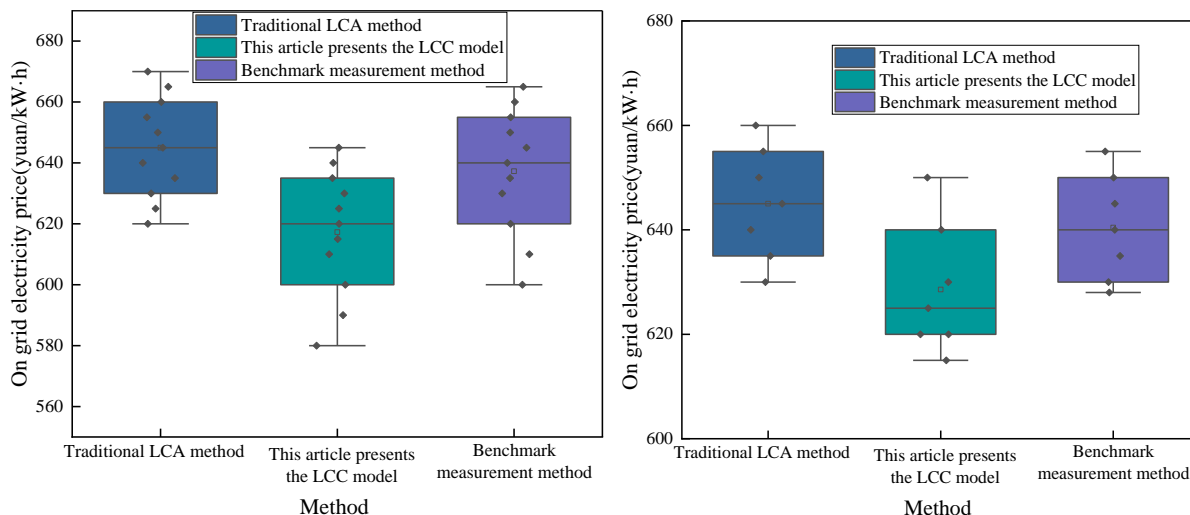 On grid electricity price(yuan/kW·h)
680
660
640
620
600
580
560
Traditional LCA method
This article presents the LCC model
Benchmark measurement method
Traditional LCA method
This article presents
the LCC model
Benchmark
measurement method
Method
On grid electricity price(yuan/kW·h)
680
660
640
620
600
Traditional LCA method
This article presents the LCC model
Benchmark measurement method
Traditional LCA method
This article presents
the LCC model
Benchmark
measurement method
Method